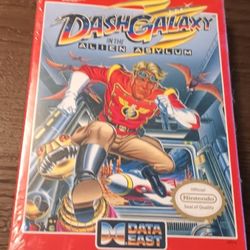 DASH GALAXY
IN THE
ALIEN ASYLUM
Official
Nintendo
Seal of Quality
DATA
EAST